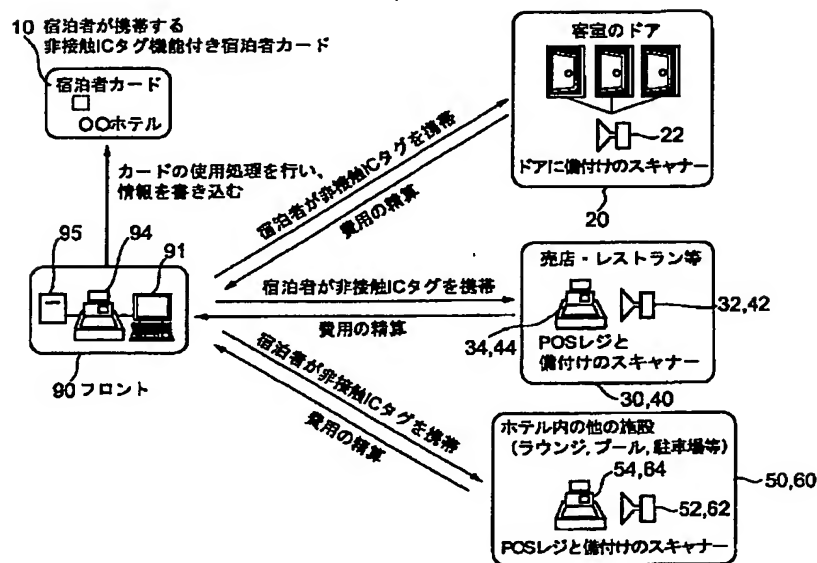 10 宿泊者が携帯する
非接触ICタグ機能付き宿泊者カード
宿泊者カード
○○ホテル
カードの使用処理を行い、
情報を書き込む
95
94
91
90 フロント
宿泊者が非接触ICタグを携帯
費用の精算
客室のドア
22
ドアに備付けのスキャナー
20
宿泊者が非接触ICタグを携帯
費用の精算
売店・レストラン等
32,42
34,44
POSレジと
備付けのスキャナー
30,40
宿泊者が非接触ICタグを携帯
費用の精算
ホテル内の他の施設
(ラウンジ,プール,駐車場等)
54,64
50,60
52,62
POSレジと備付けのスキャナー